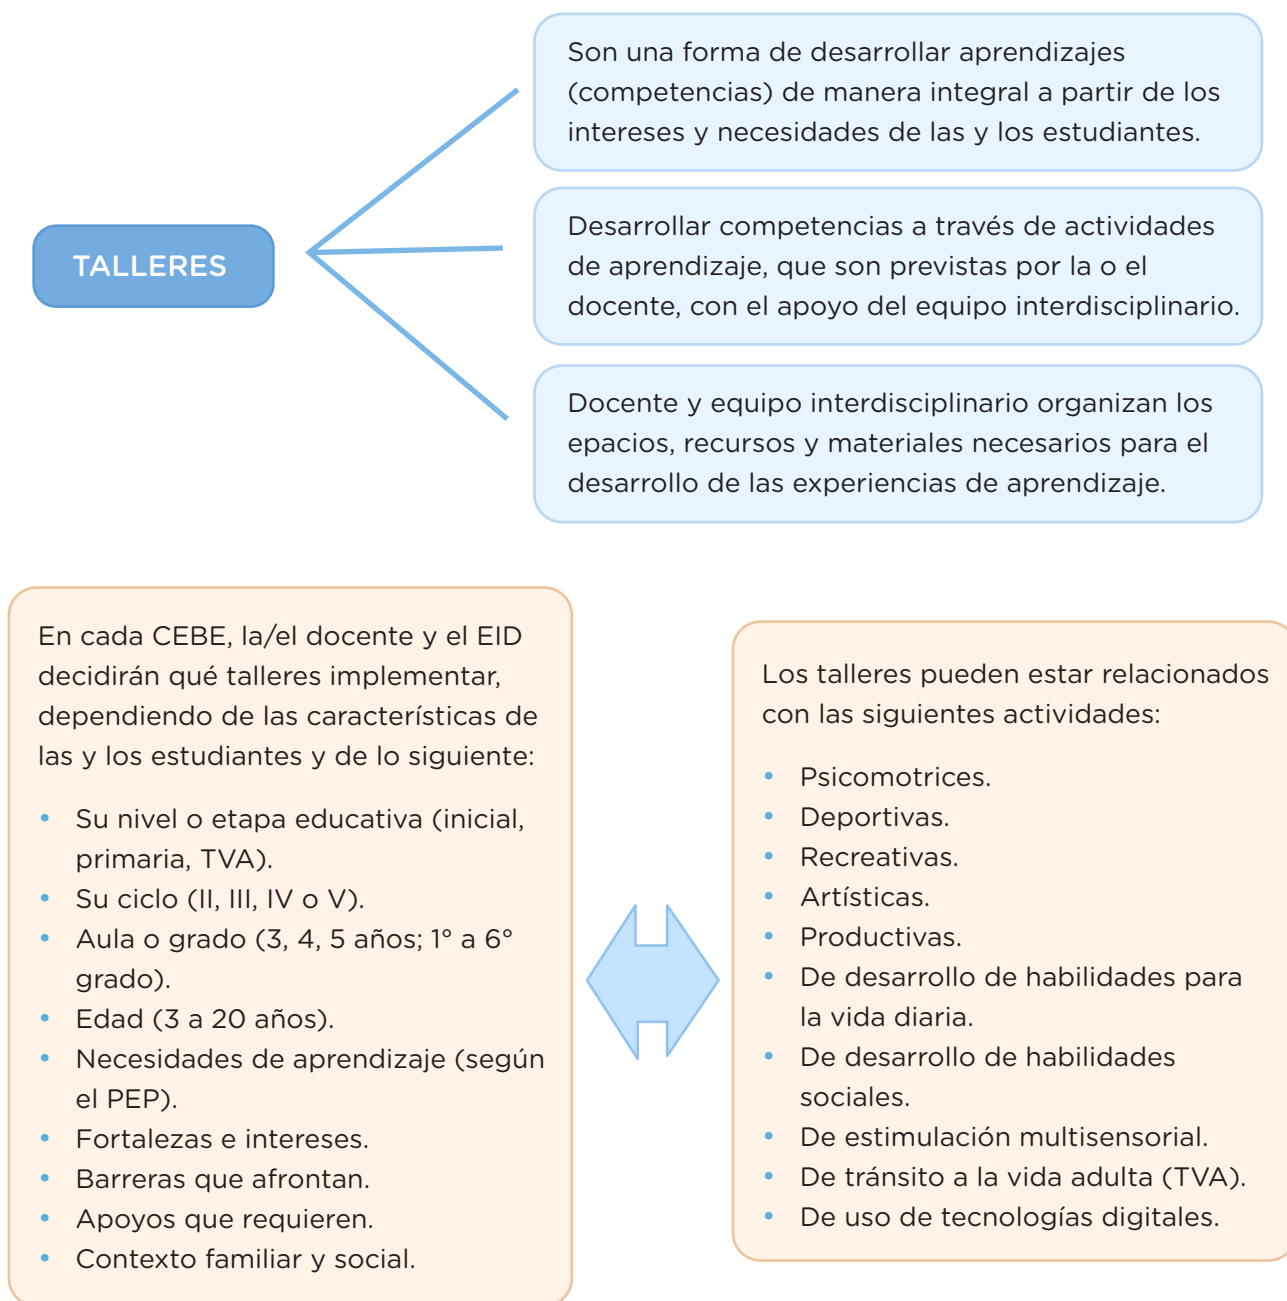 Son una forma de desarrollar aprendizajes
(competencias) de manera integral a partir de los
intereses y necesidades de las y los estudiantes.
TALLERES
Desarrollar competencias a través de actividades
de aprendizaje, que son previstas por la o el
docente, con el apoyo del equipo interdisciplinario.
Docente y equipo interdisciplinario organizan los
epacios, recursos y materiales necesarios para el
desarrollo de las experiencias de aprendizaje.
En cada CEBE, la/el docente y el EID
decidirán qué talleres implementar,
dependiendo de las características de
las y los estudiantes y de lo siguiente:
• Su nivel o etapa educativa (inicial,
primaria, TVA).
• Su ciclo (II, III, IV o V).
• Aula o grado (3, 4, 5 años; 1° a 6°
grado).
• Edad (3 a 20 años).
• Necesidades de aprendizaje (según
el PEP).
• Fortalezas e intereses.
• Barreras que afrontan.
• Apoyos que requieren.
• Contexto familiar y social.
Los talleres pueden estar relacionados
con las siguientes actividades:
• Psicomotrices.
• Deportivas.
• Recreativas.
• Artísticas.
• Productivas.
• De desarrollo de habilidades para
la vida diaria.
• De desarrollo de habilidades
sociales.
• De estimulación multisensorial.
• De tránsito a la vida adulta (TVA).
• De uso de tecnologías digitales.